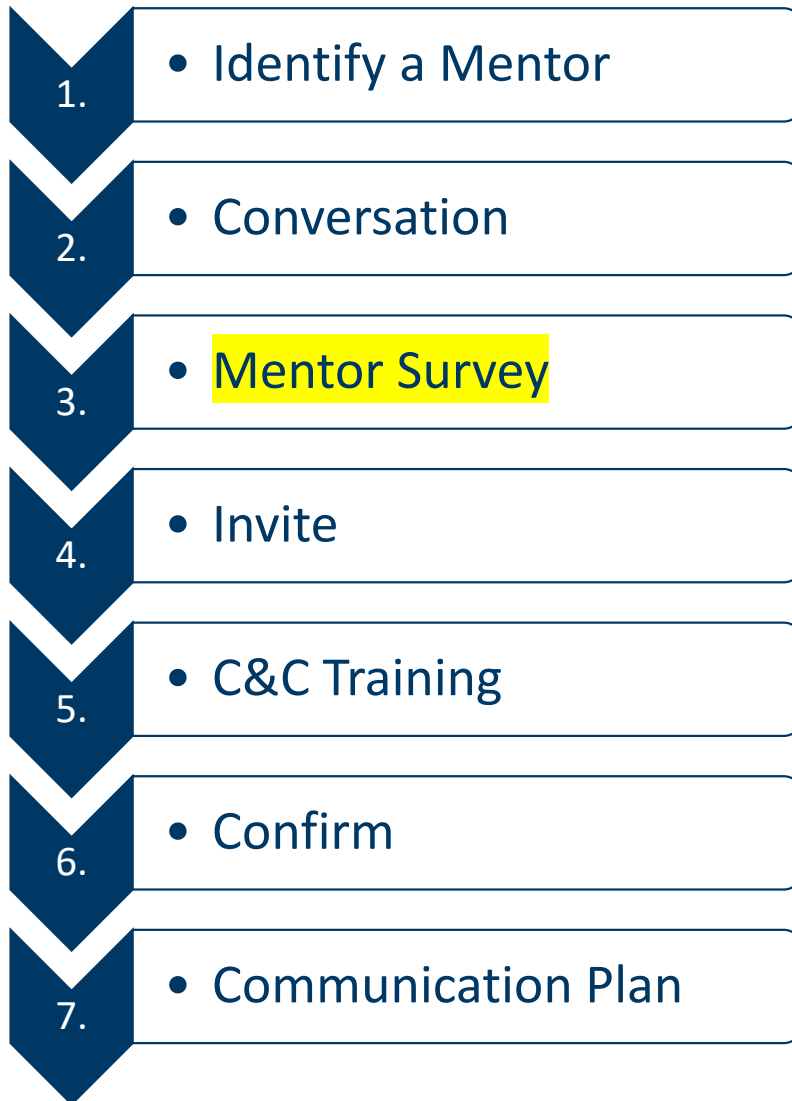 1. • Identify a Mentor
2. • Conversation
3. • Mentor Survey
4. • Invite
5. • C&C Training
6. • Confirm
7. • Communication Plan